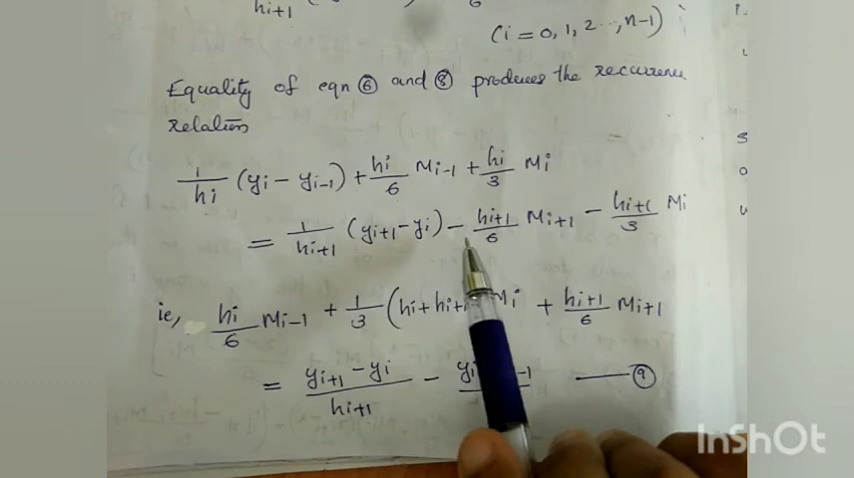 hi+1
6
(i = 0, 1, 2 ..., n-1)
Equality of eqn ⑥ and ⑧ produces the recurrence
relation
1/hi (yi - yi-1) + hi/6 Mi-1 + hi/3 Mi
= 1/hi+1 (yi+1 - yi) - hi+1/6 Mi+1 - hi+1/3 Mi
ie, hi/6 Mi-1 + 1/3 (hi + hi+1 Mi + hi+1/6 Mi+1
= yi+1 - yi/hi+1 - yi -1 —— ⑨
InShOt